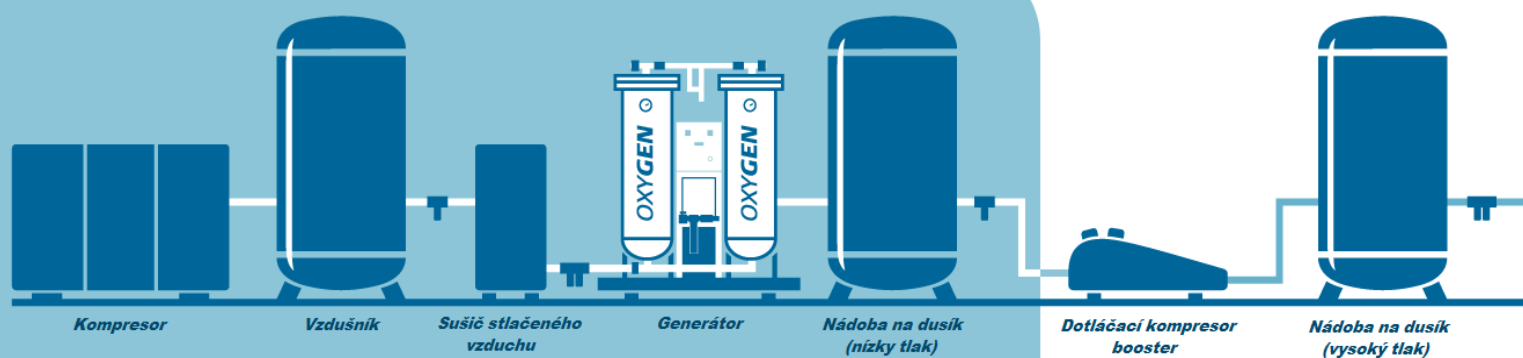 OXYGEN
OXYGEN
Kompresor
Vzdušník
Sušič stlačeného
vzduchu
Generátor
Nádoba na dusík
(nízky tlak)
Dotláčací kompresor
booster
Nádoba na dusík
(vysoký tlak)